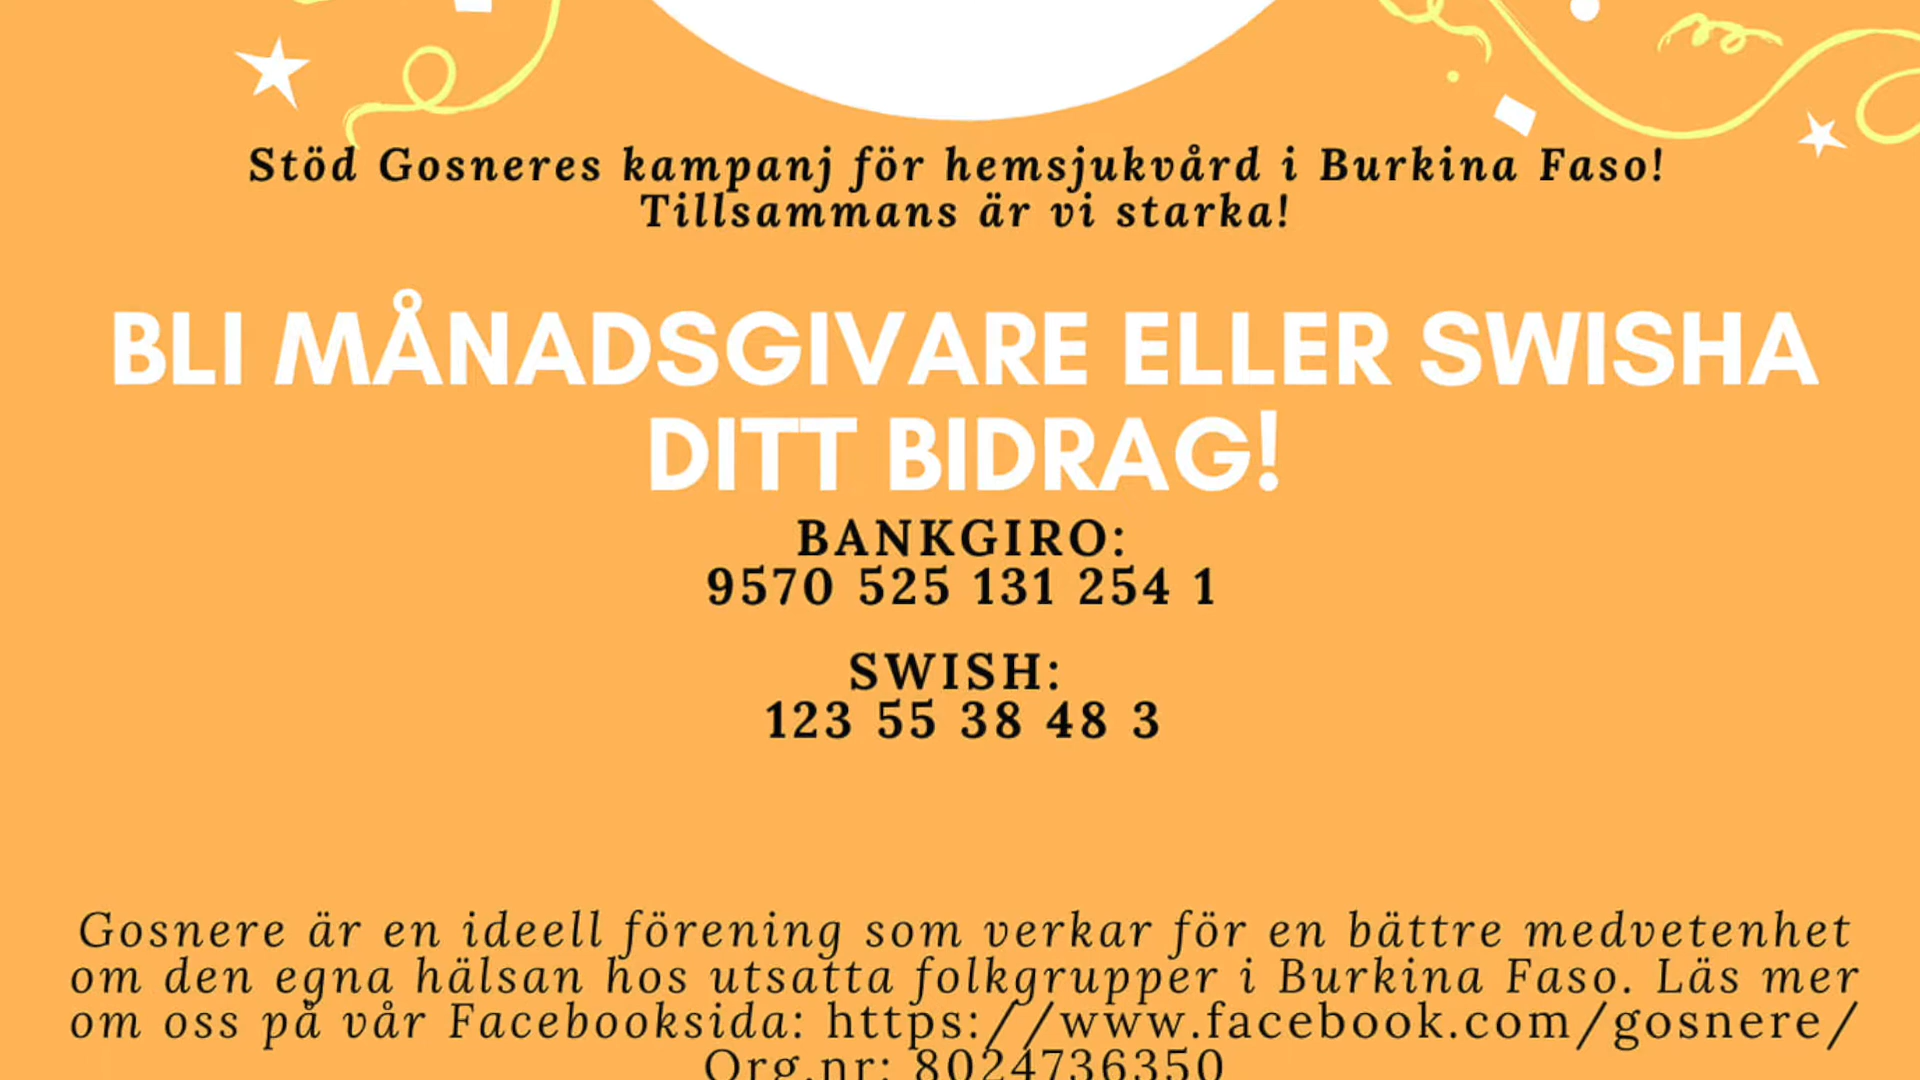 Stöd Gosneres kampanj för hemsjukvård i Burkina Faso!
Tillsammans är vi starka!
BLI MÅNADSGIVARE ELLER SWISHA
DITT BIDRAG!
BANKGIRO:
9570 525 131 254 1
SWISH:
123 55 38 48 3
Gosnere är en ideell förening som verkar för en bättre medvetenhet
om den egna hälsan hos utsatta folkgrupper i Burkina Faso. Läs mer
om oss på vår Facebooksida: https://www.facebook.com/gosnere/
Org.nr: 8024736350